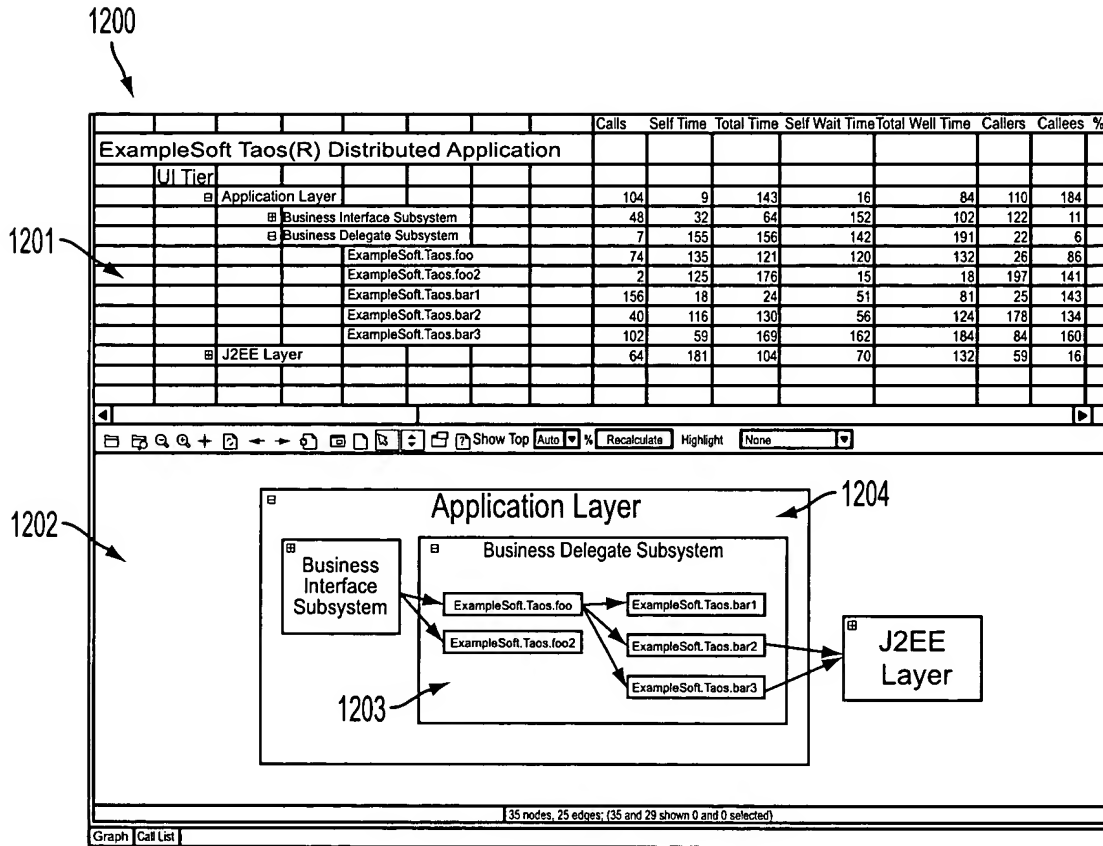 1200
Calls Self Time Total Time Self Wait Time Total Well Time Callers Callees %
ExampleSoft Taos(R) Distributed Application
UI Tier
Application Layer 104 9 143 16 84 110 184
Business Interface Subsystem 48 32 64 152 102 122 11
Business Delegate Subsystem 7 155 156 142 191 22 6
ExampleSoft.Taos.foo 74 135 121 120 132 26 86
ExampleSoft.Taos.foo2 2 125 176 15 18 197 141
ExampleSoft.Taos.bar1 156 18 24 51 81 25 143
ExampleSoft.Taos.bar2 40 116 130 56 124 178 134
ExampleSoft.Taos.bar3 102 59 169 162 184 84 160
J2EE Layer 64 181 104 70 132 59 16
1201
Show Top Auto % Recalculate Highlight None
1202
Application Layer
1204
Business
Interface
Subsystem
Business Delegate Subsystem
ExampleSoft.Taos.foo
ExampleSoft.Taos.bar1
ExampleSoft.Taos.foo2
ExampleSoft.Taos.bar2
ExampleSoft.Taos.bar3
1203
J2EE
Layer
35 nodes, 25 edges; (35 and 29 shown 0 and 0 selected)
Graph Call List